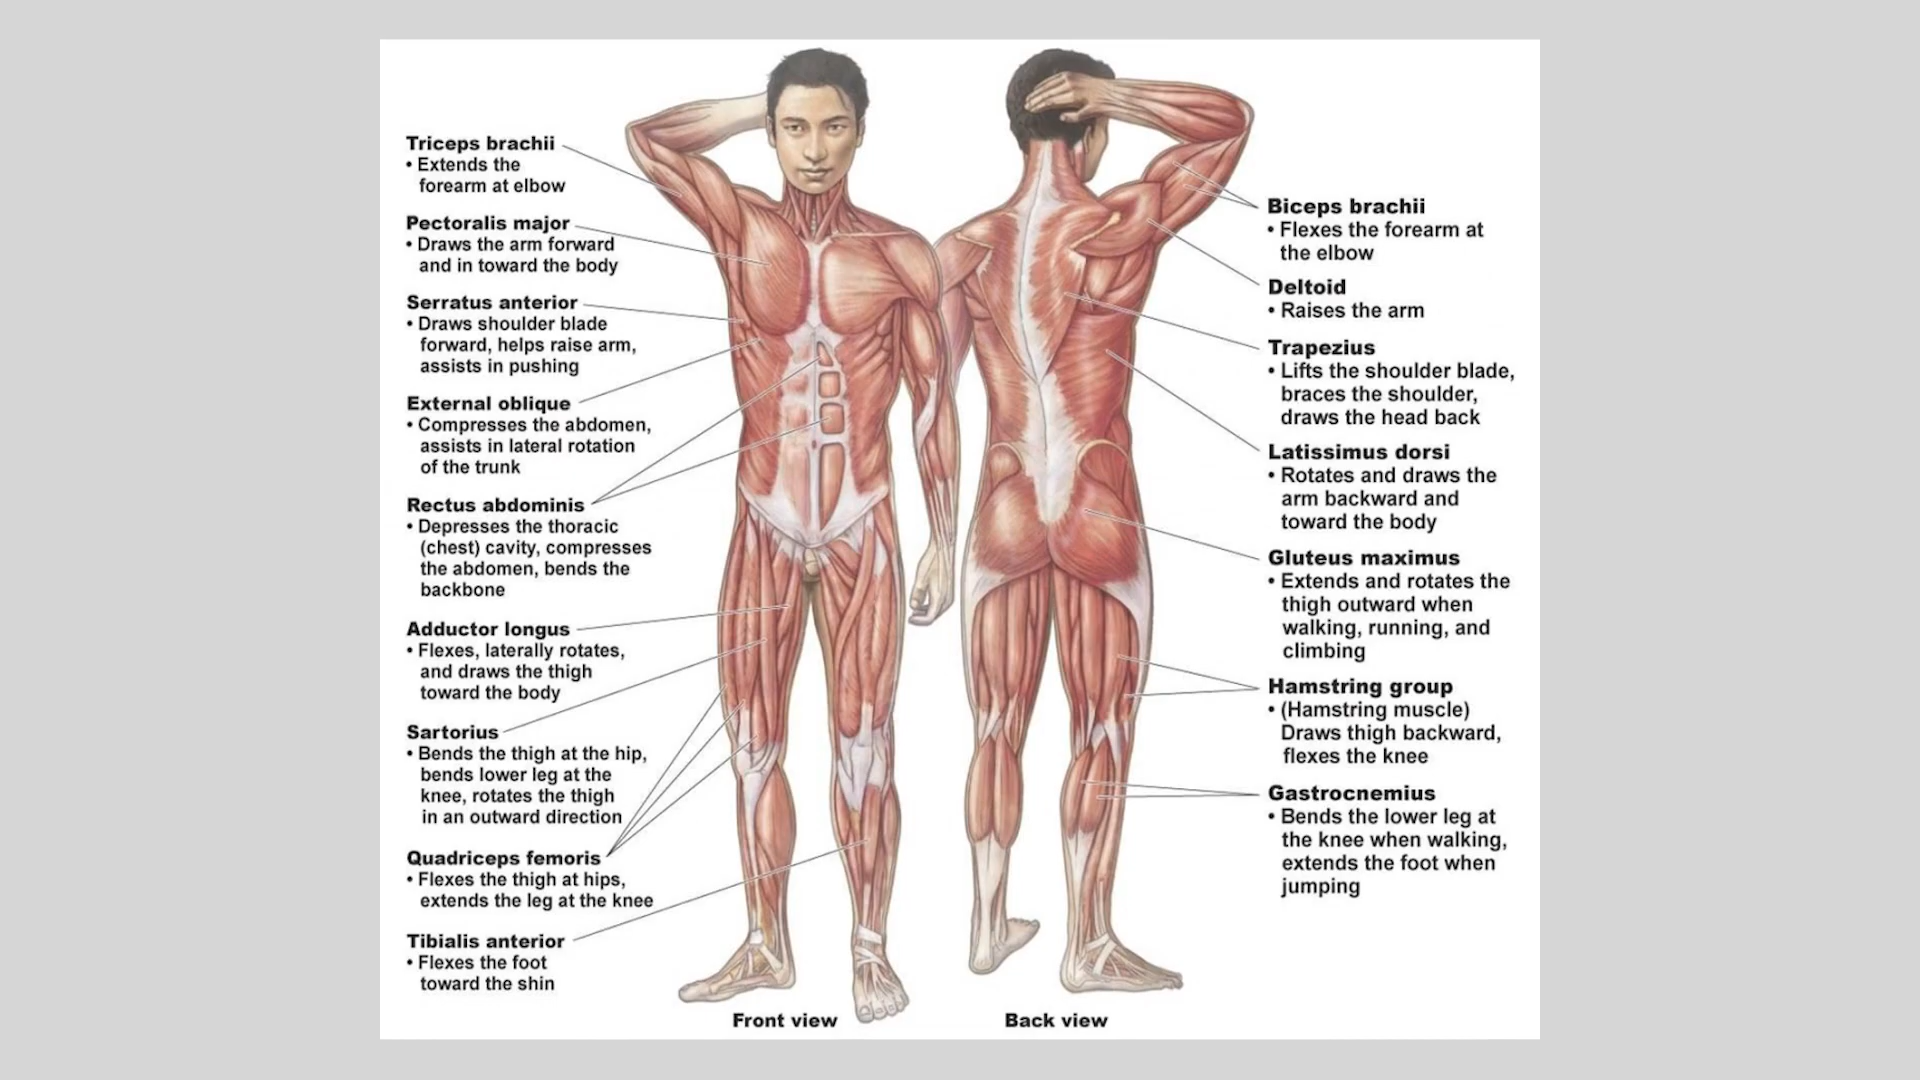 Triceps brachii
• Extends the
forearm at elbow
Pectoralis major
• Draws the arm forward
and in toward the body
Serratus anterior
• Draws shoulder blade
forward, helps raise arm,
assists in pushing
External oblique
• Compresses the abdomen,
assists in lateral rotation
of the trunk
Rectus abdominis
• Depresses the thoracic
(chest) cavity, compresses
the abdomen, bends the
backbone
Adductor longus
• Flexes, laterally rotates,
and draws the thigh
toward the body
Sartorius
• Bends the thigh at the hip,
bends lower leg at the
knee, rotates the thigh
in an outward direction
Quadriceps femoris
• Flexes the thigh at hips,
extends the leg at the knee
Tibialis anterior
• Flexes the foot
toward the shin
Front view
Back view
Biceps brachii
• Flexes the forearm at
the elbow
Deltoid
• Raises the arm
Trapezius
• Lifts the shoulder blade,
braces the shoulder,
draws the head back
Latissimus dorsi
• Rotates and draws the
arm backward and
toward the body
Gluteus maximus
• Extends and rotates the
thigh outward when
walking, running, and
climbing
Hamstring group
• (Hamstring muscle)
Draws thigh backward,
flexes the knee
Gastrocnemius
• Bends the lower leg at
the knee when walking,
extends the foot when
jumping